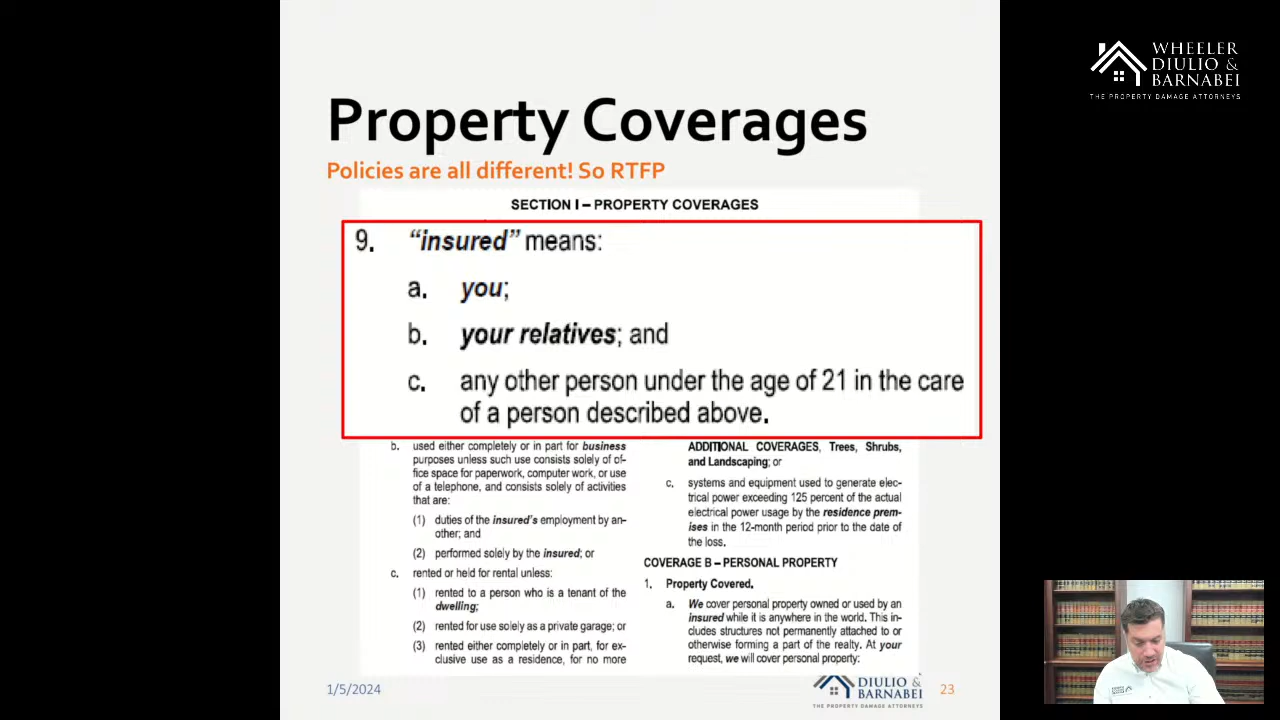 WHEELER
DIULIO &
BARNABEI
THE PROPERTY DAMAGE ATTORNEYS
Property Coverages
Policies are all different! So RTFP
SECTION I – PROPERTY COVERAGES
9. "insured" means:
a. you;
b. your relatives; and
c. any other person under the age of 21 in the care
of a person described above.
b. used either completely or in part for business
purposes unless such use consists solely of of-
fice space for paperwork, computer work, or use
of a telephone, and consists solely of activities
that are:
(1) duties of the insured's employment by an-
other; and
(2) performed solely by the insured; or
c. rented or held for rental unless:
(1) rented to a person who is a tenant of the
dwelling;
(2) rented for use solely as a private garage; or
(3) rented either completely or in part, for ex-
clusive use as a residence, for no more
ADDITIONAL COVERAGES, Trees, Shrubs,
and Landscaping; or
c. systems and equipment used to generate elec-
trical power exceeding 125 percent of the actual
electrical power usage by the residence prem-
ises in the 12-month period prior to the date of
the loss.
COVERAGE B – PERSONAL PROPERTY
1. Property Covered.
a. We cover personal property owned or used by an
insured while it is anywhere in the world. This in-
cludes structures not permanently attached to or
otherwise forming a part of the realty. At your
request, we will cover personal property:
1/5/2024
DIULIO &
BARNABEI
THE PROPERTY DAMAGE ATTORNEYS
23